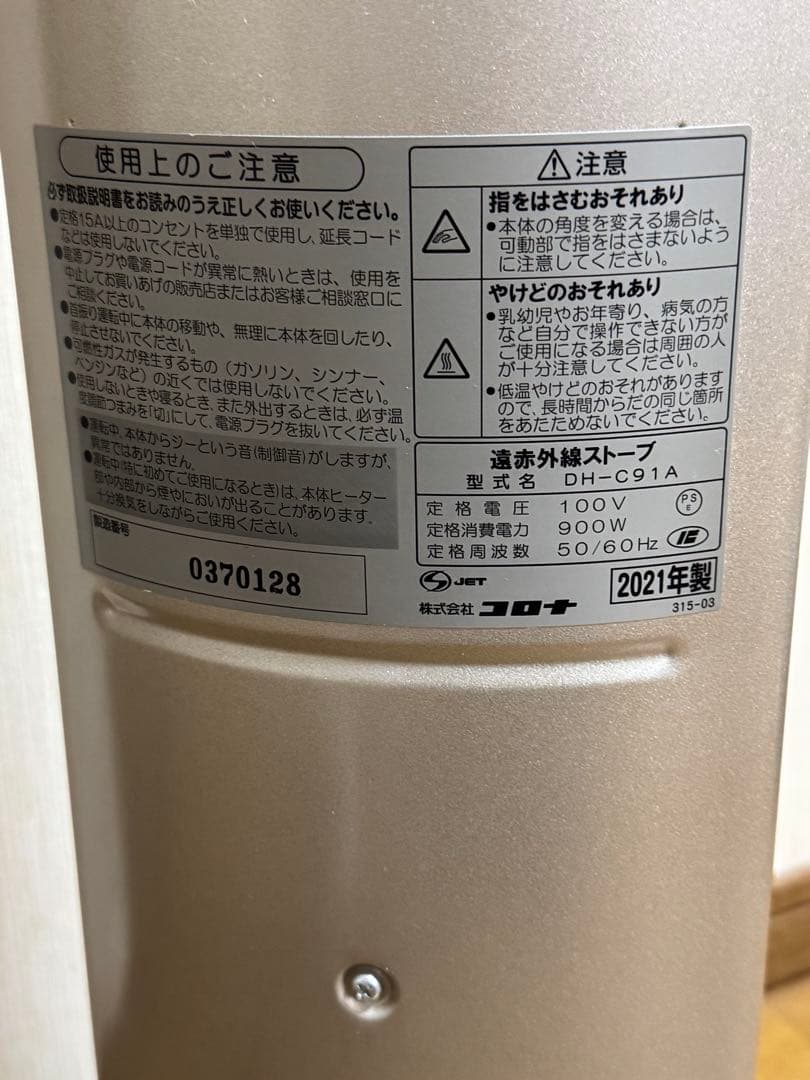 使用上のご注意
必ず取扱説明書をお読みのうえ正しくお使いください。
●定格15A以上のコンセントを単独で使用し、延長コード
などは使用しないでください。
●電源プラグや電源コードが異常に熱いときは、使用を
中止してお買いあげの販売店またはお客様ご相談窓口に
ご相談ください。
●首振り運転中に本体の移動や、無理に本体を回したり、
停止させないでください。
●可燃性ガスが発生するもの(ガソリン、シンナー、
ベンジンなど)の近くでは使用しないでください。
●使用しないときや寝るとき、また外出するときは、必ず温
度調節つまみを「切」にして、電源プラグを抜いてください。
●運転中、本体からジーという音(制御音)がしますが、
異常ではありません。
●運転中(特に初めてご使用になるとき)は、本体ヒーター
部や内部から煙やにおいが出ることがあります。
十分換気をしながらご使用ください。
製造番号
0370128
注意
指をはさむおそれあり
●本体の角度を変える場合は、
可動部で指をはさまないよう
に注意してください。
やけどのおそれあり
●乳幼児やお年寄り、病気の方
など自分で操作できない方が
ご使用になる場合は周囲の人
が十分注意してください。
●低温やけどのおそれがあります
ので、長時間からだの同じ箇所
をあたためないでください。
遠赤外線ストーブ
型式名 DH-C91A
定格電圧 100V
定格消費電力 900W
定格周波数 50/60Hz
PS
E
S JET
株式会社 コロナ
2021年製
315-03